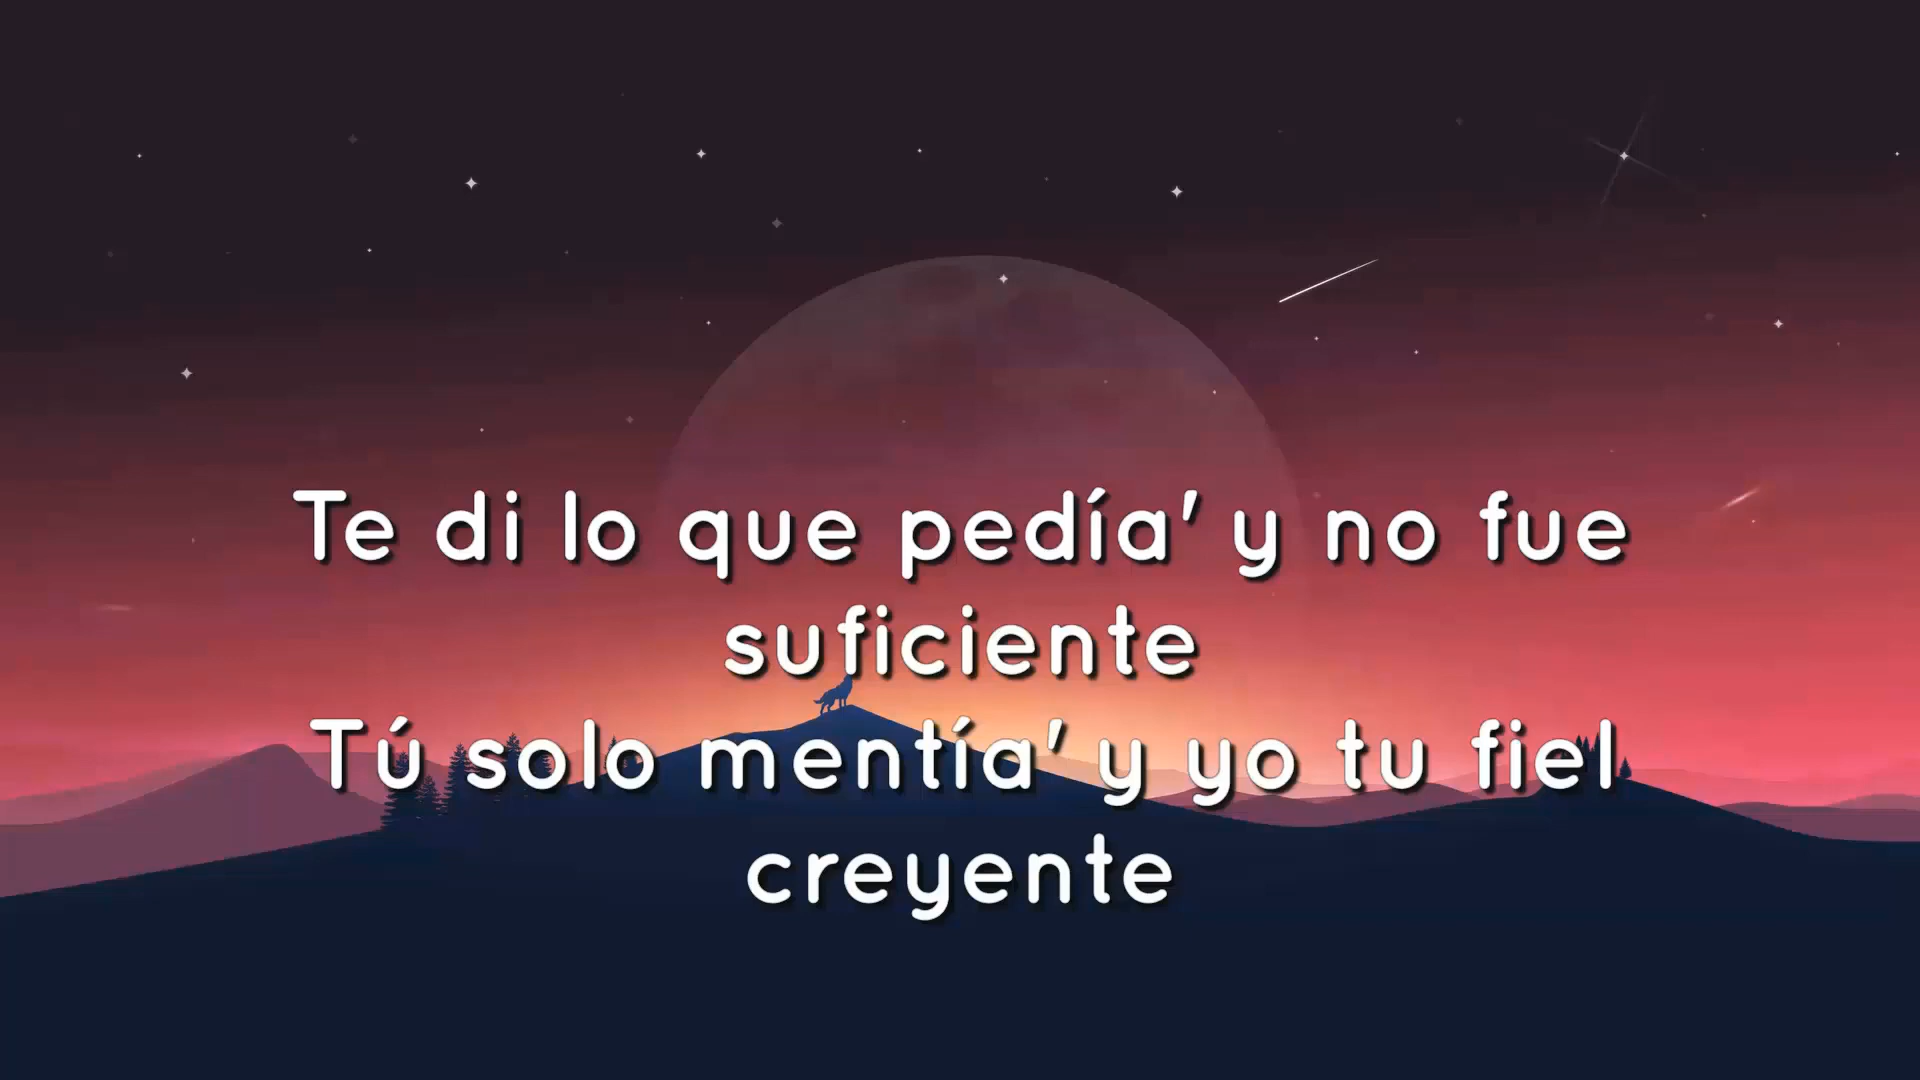 Te di lo que pedía' y no fue
suficiente
Tú solo mentía' y yo tu fiel
creyente